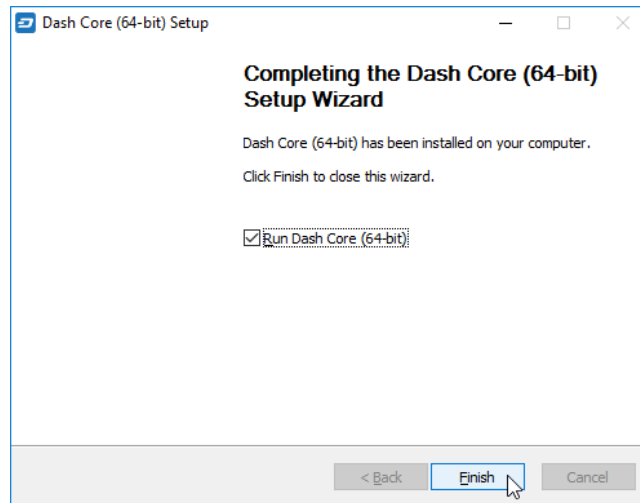 Dash Core (64-bit) Setup
Completing the Dash Core (64-bit)
Setup Wizard
Dash Core (64-bit) has been installed on your computer.
Click Finish to close this wizard.
Run Dash Core (64-bit)
< Back Finish Cancel